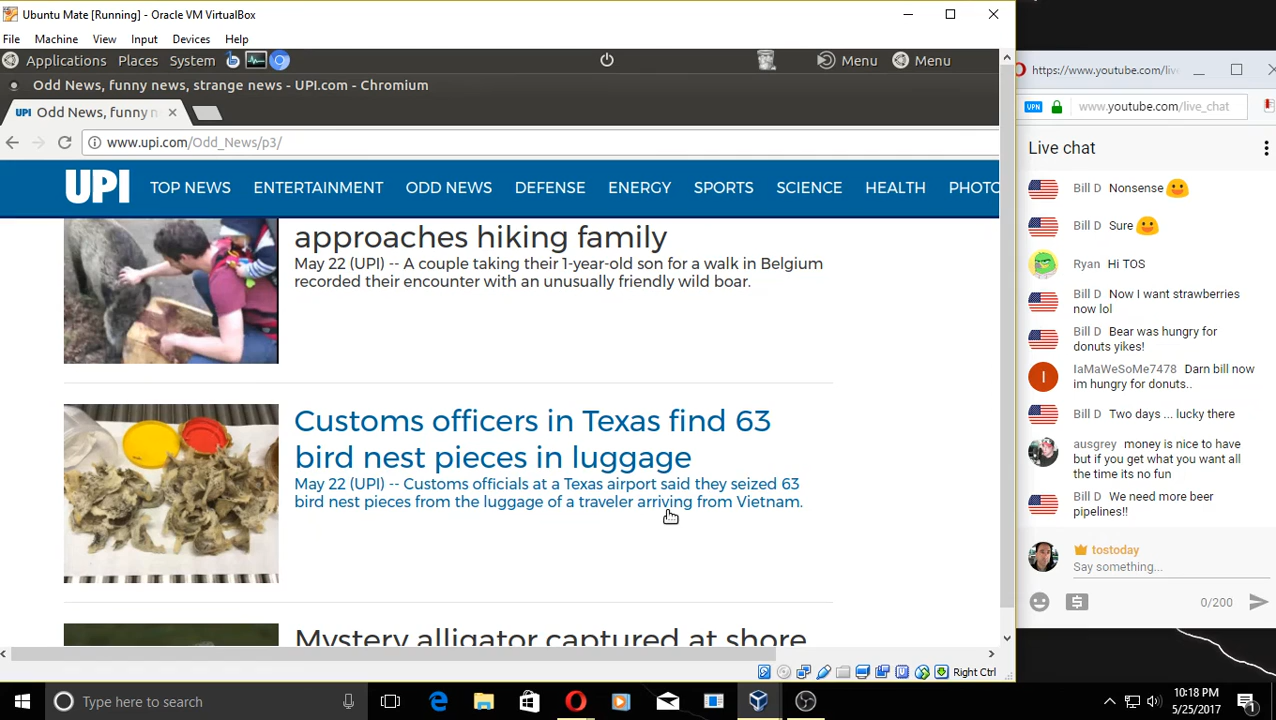 Ubuntu Mate [Running] - Oracle VM VirtualBox
File Machine View Input Devices Help
Applications Places System Menu Menu
Odd News, funny news, strange news - UPI.com - Chromium
UPI Odd News, funny n
www.upi.com/Odd_News/p3/
UPI TOP NEWS ENTERTAINMENT ODD NEWS DEFENSE ENERGY SPORTS SCIENCE HEALTH PHOTO
approaches hiking family
May 22 (UPI) -- A couple taking their 1-year-old son for a walk in Belgium
recorded their encounter with an unusually friendly wild boar.
Customs officers in Texas find 63
bird nest pieces in luggage
May 22 (UPI) -- Customs officials at a Texas airport said they seized 63
bird nest pieces from the luggage of a traveler arriving from Vietnam.
Mystery alligator captured at shore
Right Ctrl
https://www.youtube.com/liv
VPN www.youtube.com/live_chat
Live chat
Bill D Nonsense
Bill D Sure
Ryan Hi TOS
Bill D Now I want strawberries
now lol
Bill D Bear was hungry for
donuts yikes!
I IaMaWeSoMe7478 Darn bill now
im hungry for donuts..
Bill D Two days ... lucky there
ausgrey money is nice to have
but if you get what you want all
the time its no fun
Bill D We need more beer
pipelines!!
tostoday
Say something...
0/200
Type here to search
10:18 PM
5/25/2017
1